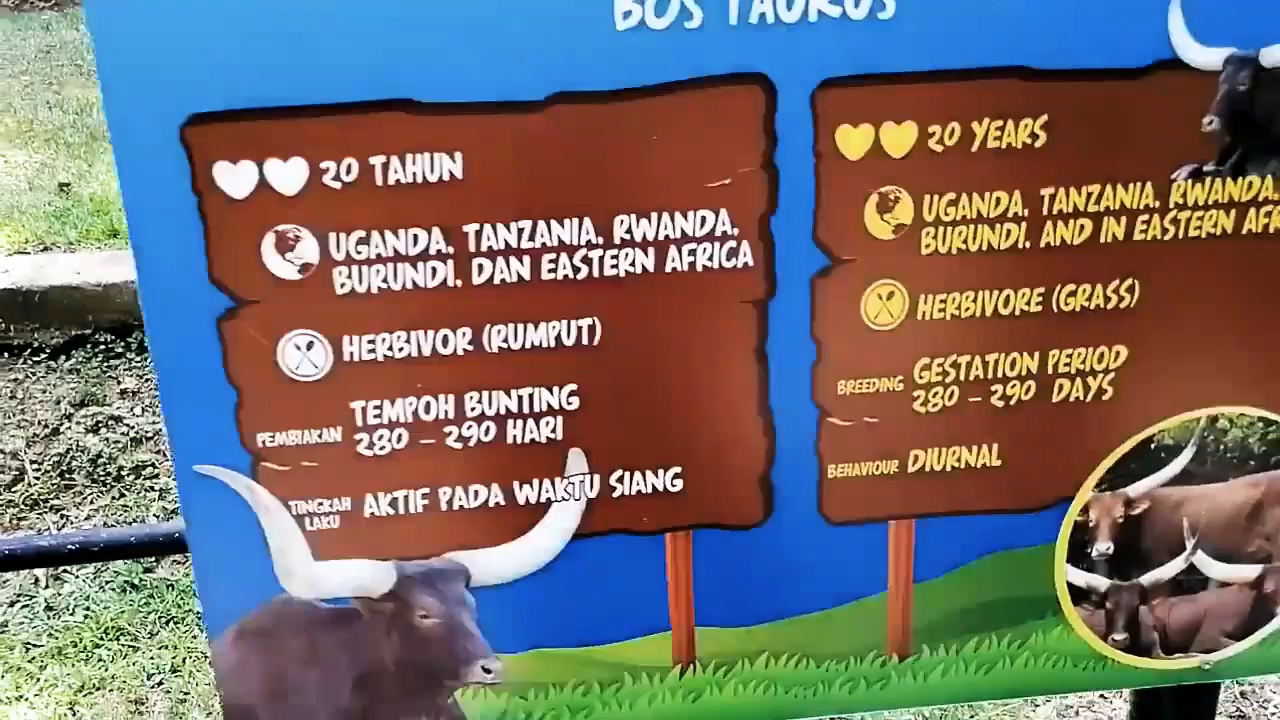 BOS TAURUS
20 TAHUN
UGANDA, TANZANIA, RWANDA,
BURUNDI, DAN EASTERN AFRICA
HERBIVOR (RUMPUT)
PEMBIAKAN TEMPOH BUNTING
280 – 290 HARI
TINGKAH LAKU AKTIF PADA WAKTU SIANG
20 YEARS
UGANDA, TANZANIA, RWANDA,
BURUNDI, AND IN EASTERN
HERBIVORE (GRASS)
BREEDING GESTATION PERIOD
280 – 290 DAYS
BEHAVIOUR DIURNAL